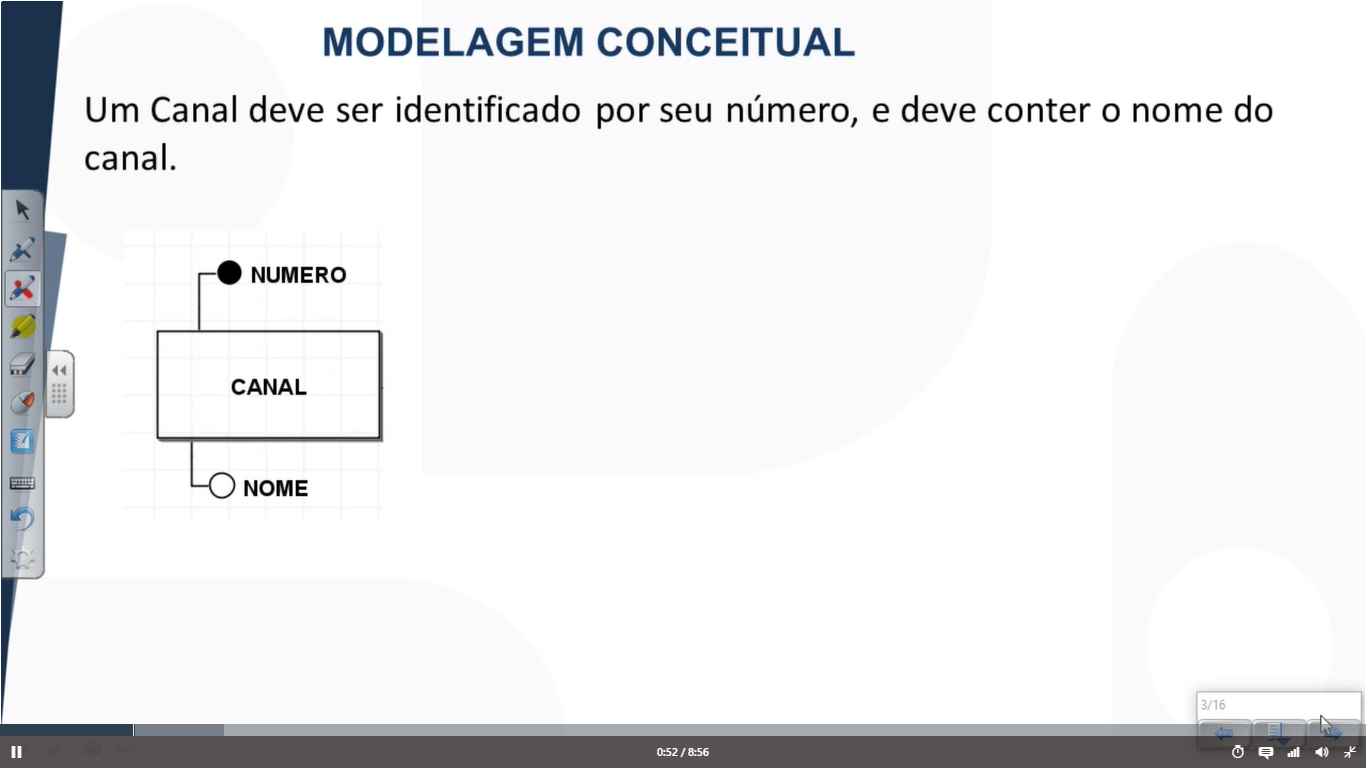 MODELAGEM CONCEITUAL
Um Canal deve ser identificado por seu número, e deve conter o nome do
canal.
NUMERO
CANAL
NOME
3/16
0:52 / 8:56